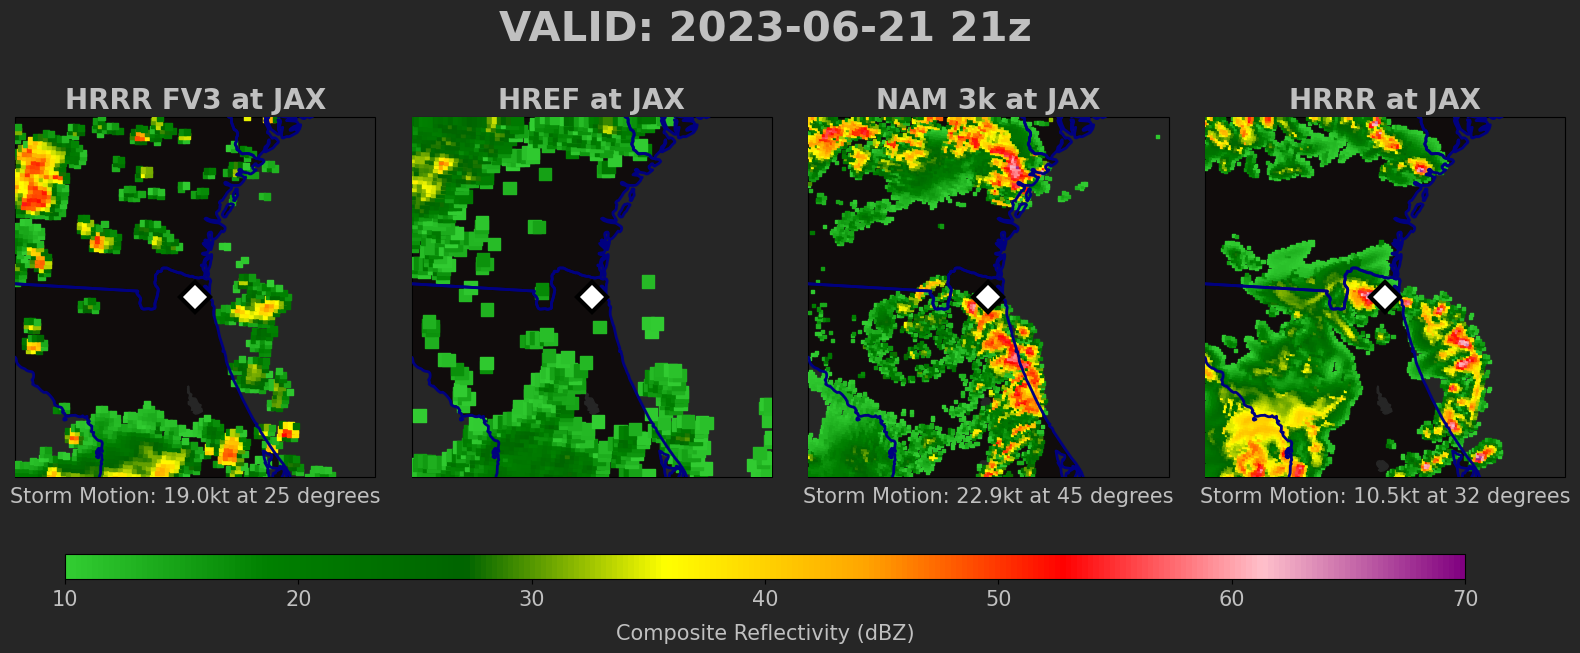 VALID: 2023-06-21 21z
HRRR FV3 at JAX
HREF at JAX
NAM 3k at JAX
HRRR at JAX
Storm Motion: 19.0kt at 25 degrees
Storm Motion: 22.9kt at 45 degrees
Storm Motion: 10.5kt at 32 degrees
10 20 30 40 50 60 70
Composite Reflectivity (dBZ)